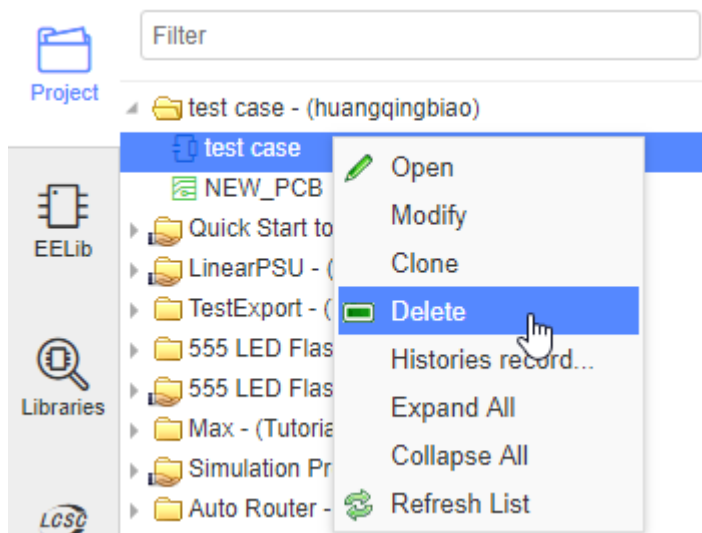 Filter
Project
test case - (huangqingbiao)
test case
NEW_PCB
Quick Start to
LinearPSU - (
TestExport - (
555 LED Flas
555 LED Flas
Max - (Tutoria
Simulation Pr
Auto Router -
EELib
Libraries
LCSC
Open
Modify
Clone
Delete
Histories record...
Expand All
Collapse All
Refresh List